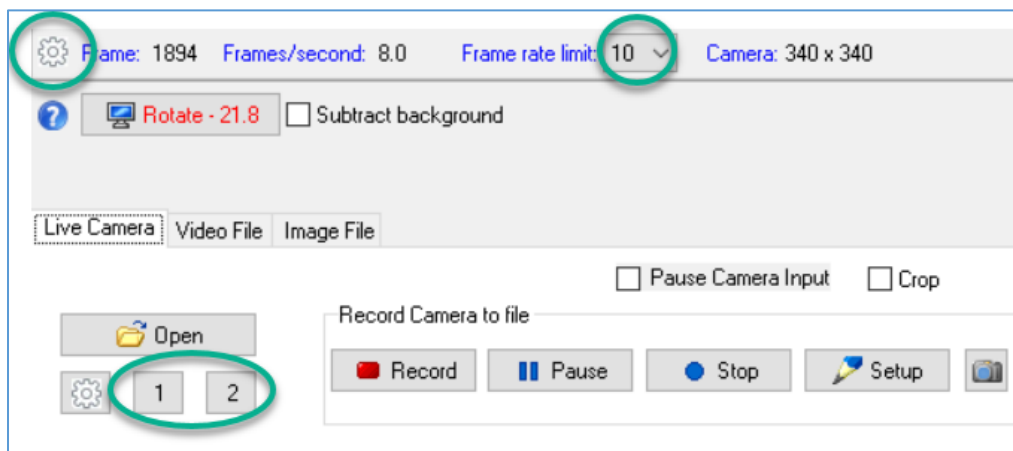 Frame: 1894 Frames/second: 8.0 Frame rate limit: 10 Camera: 340 x 340
Rotate - 21.8 Subtract background
Live Camera Video File Image File
Pause Camera Input Crop
Record Camera to file
Open
Record Pause Stop Setup
1 2